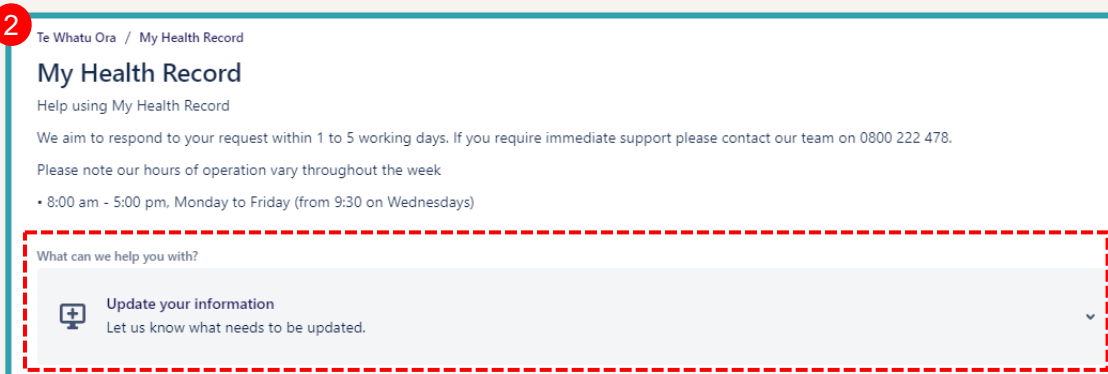 2
Te Whatu Ora / My Health Record
My Health Record
Help using My Health Record
We aim to respond to your request within 1 to 5 working days. If you require immediate support please contact our team on 0800 222 478.
Please note our hours of operation vary throughout the week
• 8:00 am - 5:00 pm, Monday to Friday (from 9:30 on Wednesdays)
What can we help you with?
Update your information
Let us know what needs to be updated.